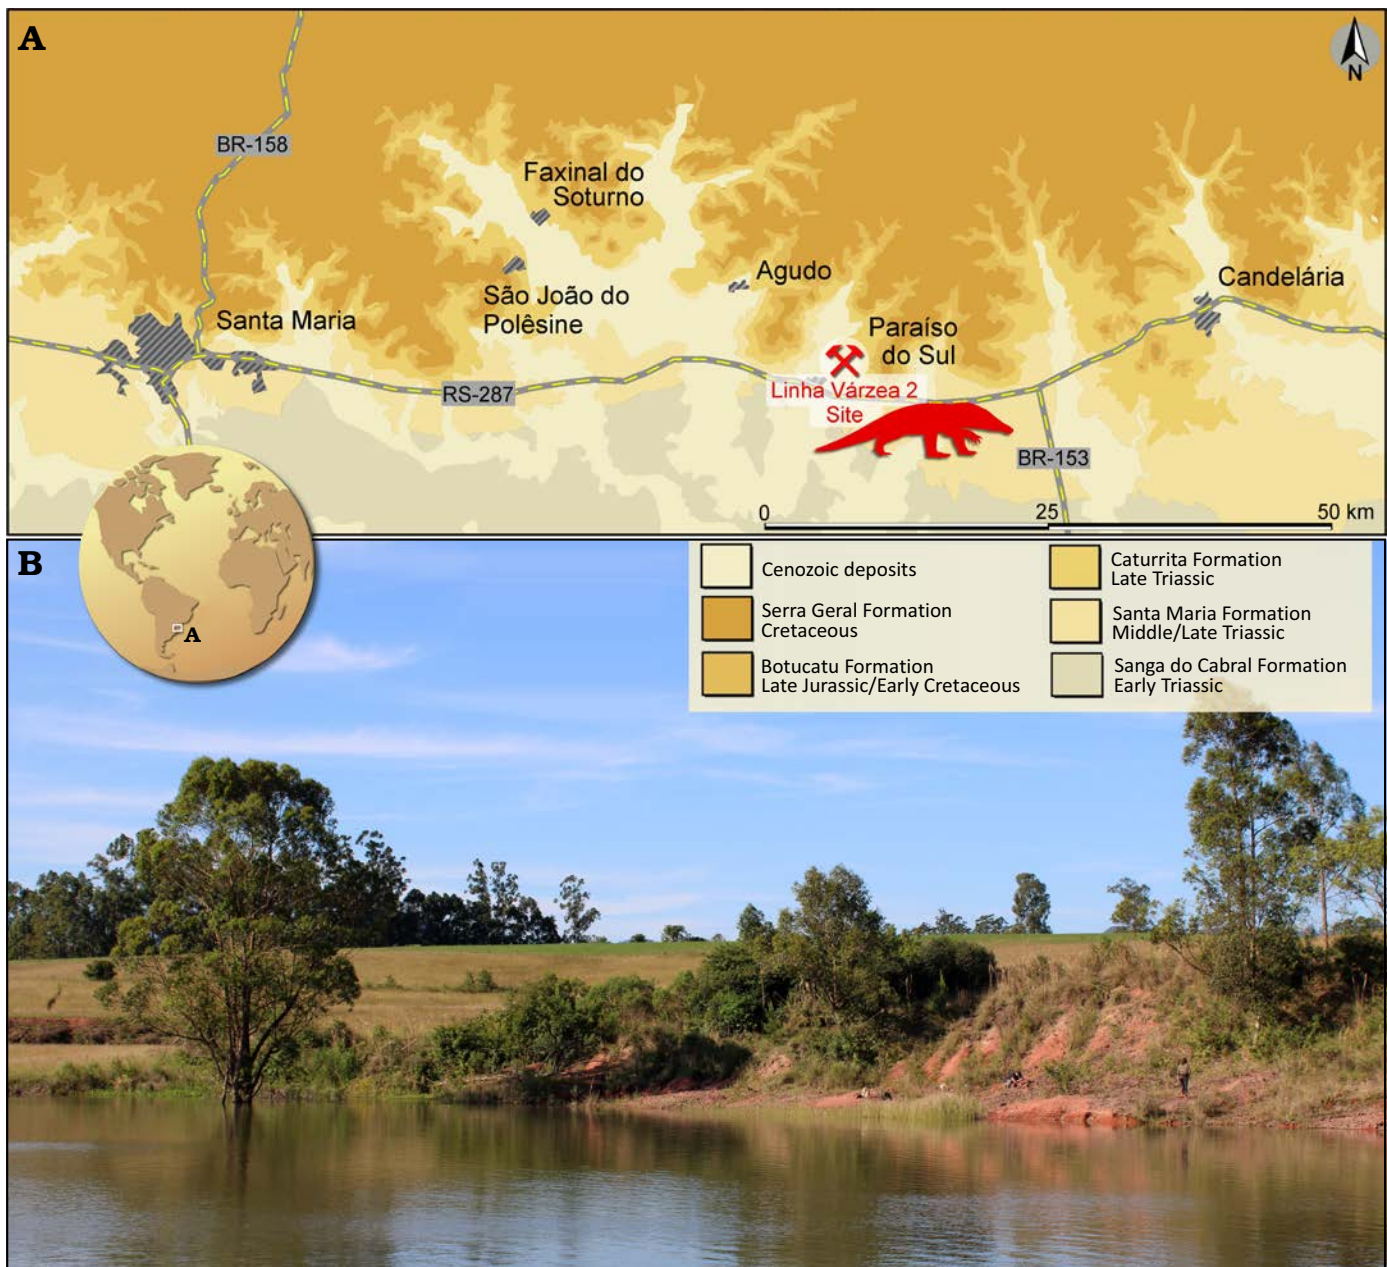 A
N
BR-158
Faxinal do
Soturno
Agudo
Candelária
São João do
Polêsine
Santa Maria
Paraíso
do Sul
RS-287
Linha Várzea 2
Site
BR-153
0 25 50 km
B
A
Cenozoic deposits
Serra Geral Formation
Cretaceous
Botucatu Formation
Late Jurassic/Early Cretaceous
Caturrita Formation
Late Triassic
Santa Maria Formation
Middle/Late Triassic
Sanga do Cabral Formation
Early Triassic